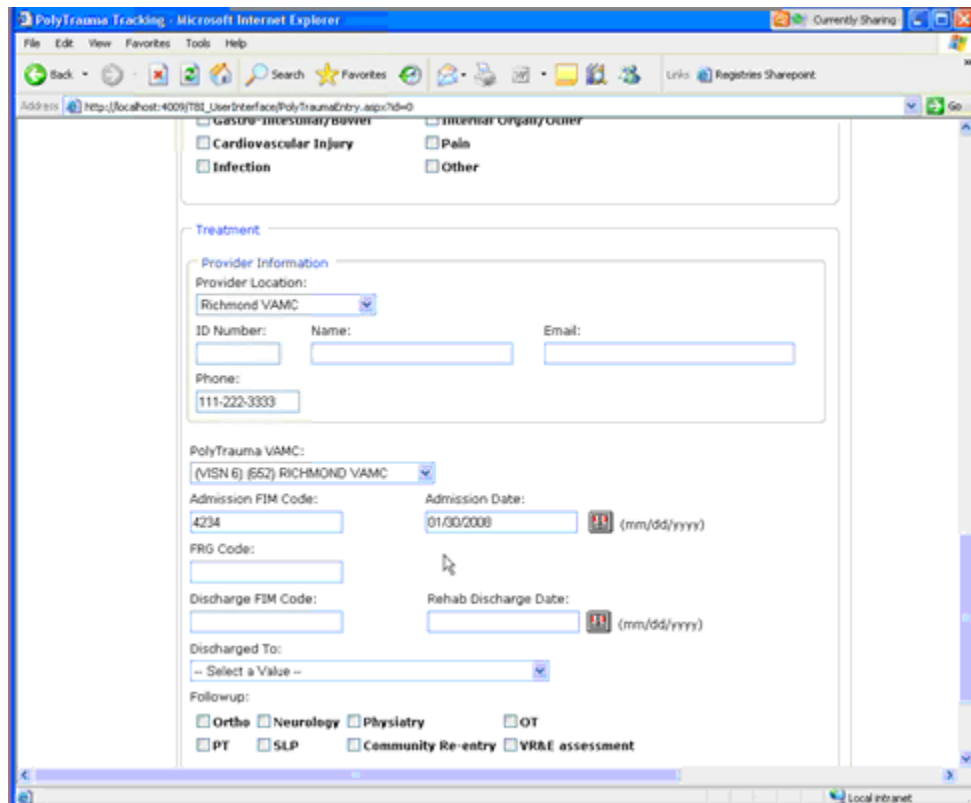 PolyTrauma Tracking - Microsoft Internet Explorer
Currently Sharing
File Edit View Favorites Tools Help
Back Search Favorites Links Registries Sharepoint
Address http://localhost:4009/TBI_UserInterface/PolyTraumaEntry.aspx?id=0 Go
Gastro-Intestinal/Bowel Internal Organ/Other
Cardiovascular Injury Pain
Infection Other
Treatment
Provider Information
Provider Location:
Richmond VAMC
ID Number: Name: Email:
Phone:
111-222-3333
PolyTrauma VAMC:
(VISN 6) (652) RICHMOND VAMC
Admission FIM Code: Admission Date:
4234 01/30/2008 (mm/dd/yyyy)
FRG Code:
Discharge FIM Code: Rehab Discharge Date:
(mm/dd/yyyy)
Discharged To:
-- Select a Value --
Followup:
Ortho Neurology Physiatry OT
PT SLP Community Re-entry VR&E assessment
Local intranet